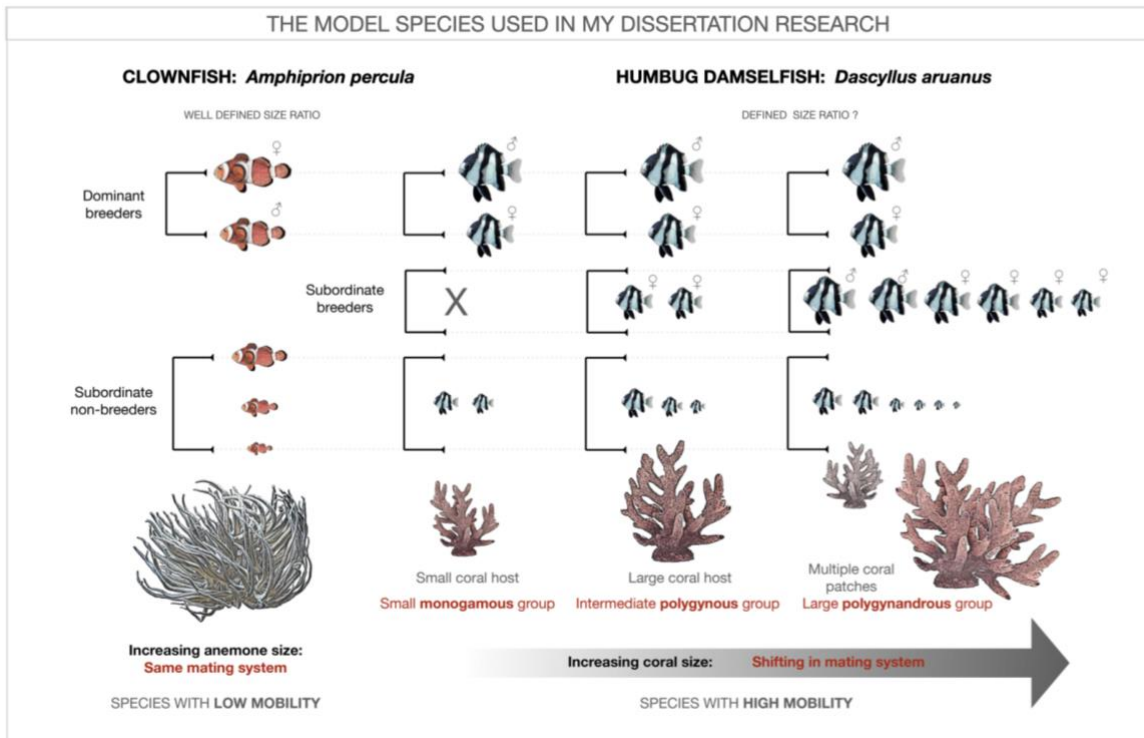 THE MODEL SPECIES USED IN MY DISSERTATION RESEARCH
CLOWNFISH: Amphiprion percula
HUMBUG DAMSELFISH: Dascyllus aruanus
WELL DEFINED SIZE RATIO
DEFINED SIZE RATIO ?
♀ ♂ ♂ ♂
Dominant
breeders
♂ ♀ ♀ ♀
Subordinate
breeders
X
♀ ♀
♂ ♂ ♀ ♀ ♀ ♀
Subordinate
non-breeders
Small coral host
Small monogamous group
Large coral host
Intermediate polygynous group
Multiple coral
patches
Large polygynandrous group
Increasing anemone size:
Same mating system
Increasing coral size: Shifting in mating system
SPECIES WITH LOW MOBILITY
SPECIES WITH HIGH MOBILITY